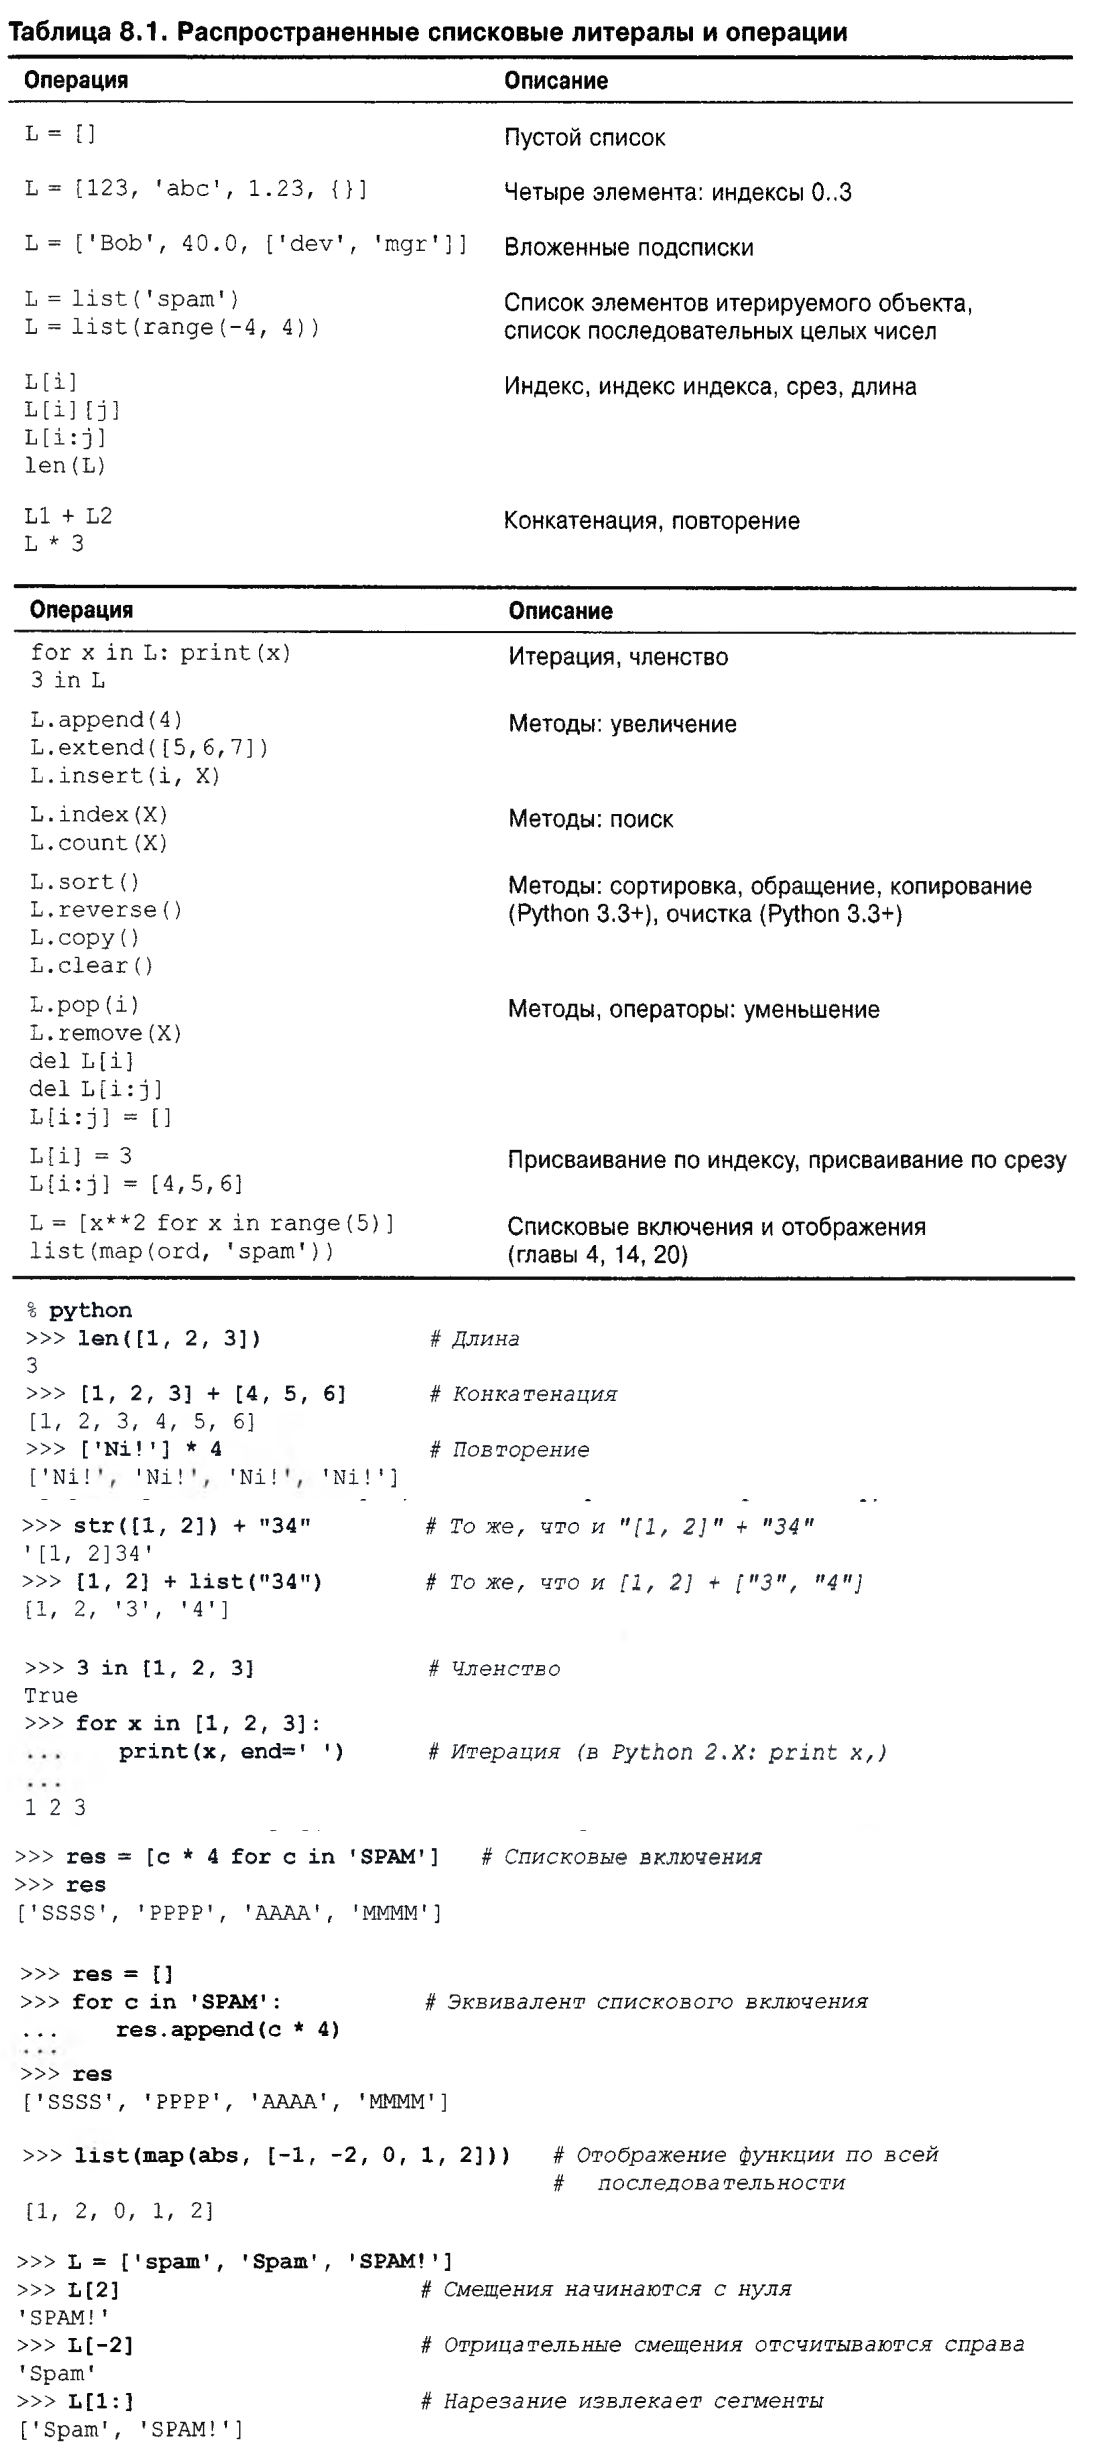 Таблица 8.1. Распространенные списковые литералы и операции
Операция Описание
L = [] Пустой список
L = [123, 'abc', 1.23, {}] Четыре элемента: индексы 0..3
L = ['Bob', 40.0, ['dev', 'mgr']] Вложенные подсписки
L = list('spam') Список элементов итерируемого объекта,
L = list(range(-4, 4)) список последовательных целых чисел
L[i] Индекс, индекс индекса, срез, длина
L[i][j]
L[i:j]
len(L)
L1 + L2 Конкатенация, повторение
L * 3
Операция Описание
for x in L: print(x) Итерация, членство
3 in L
L.append(4) Методы: увеличение
L.extend([5,6,7])
L.insert(i, X)
L.index(X) Методы: поиск
L.count(X)
L.sort() Методы: сортировка, обращение, копирование
L.reverse() (Python 3.3+), очистка (Python 3.3+)
L.copy()
L.clear()
L.pop(i) Методы, операторы: уменьшение
L.remove(X)
del L[i]
del L[i:j]
L[i:j] = []
L[i] = 3 Присваивание по индексу, присваивание по срезу
L[i:j] = [4,5,6]
L = [x**2 for x in range(5)] Списковые включения и отображения
list(map(ord, 'spam')) (главы 4, 14, 20)
% python
>>> len([1, 2, 3]) # Длина
3
>>> [1, 2, 3] + [4, 5, 6] # Конкатенация
[1, 2, 3, 4, 5, 6]
>>> ['Ni!'] * 4 # Повторение
['Ni!', 'Ni!', 'Ni!', 'Ni!']
>>> str([1, 2]) + "34" # То же, что и "[1, 2]" + "34"
'[1, 2]34'
>>> [1, 2] + list("34") # То же, что и [1, 2] + ["3", "4"]
[1, 2, '3', '4']
>>> 3 in [1, 2, 3] # Членство
True
>>> for x in [1, 2, 3]:
... print(x, end=' ') # Итерация (в Python 2.X: print x,)
...
1 2 3
>>> res = [c * 4 for c in 'SPAM'] # Списковые включения
>>> res
['SSSS', 'PPPP', 'AAAA', 'MMMM']
>>> res = []
>>> for c in 'SPAM': # Эквивалент спискового включения
... res.append(c * 4)
...
>>> res
['SSSS', 'PPPP', 'AAAA', 'MMMM']
>>> list(map(abs, [-1, -2, 0, 1, 2])) # Отображение функции по всей
# последовательности
[1, 2, 0, 1, 2]
>>> L = ['spam', 'Spam', 'SPAM!']
>>> L[2] # Смещения начинаются с нуля
'SPAM!'
>>> L[-2] # Отрицательные смещения отсчитываются справа
'Spam'
>>> L[1:] # Нарезание извлекает сегменты
['Spam', 'SPAM!']